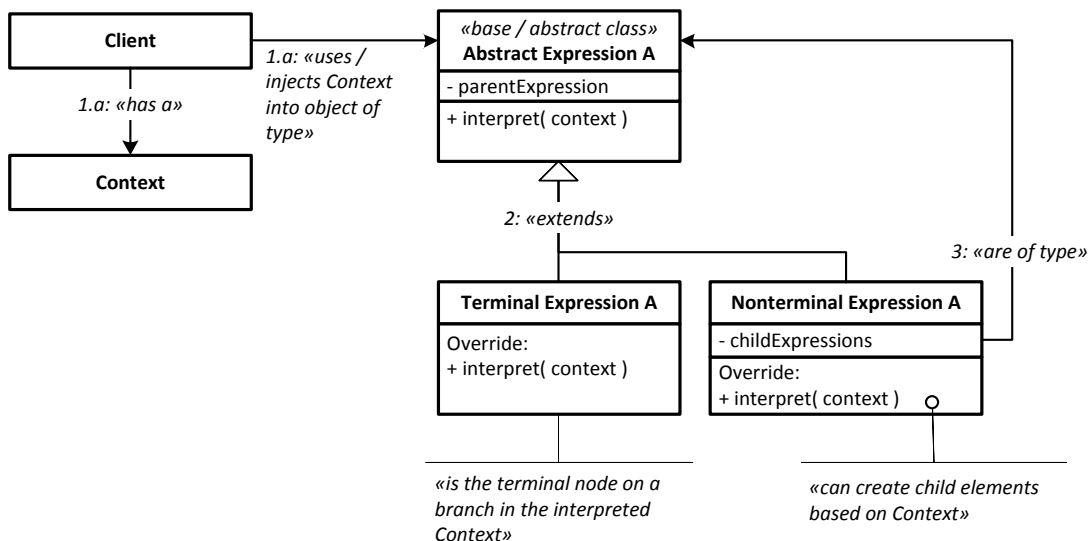 Client
1.a: «uses /
injects Context
into object of
type»
«base / abstract class»
Abstract Expression A
- parentExpression
+ interpret( context )
1.a: «has a»
Context
2: «extends»
3: «are of type»
Terminal Expression A
Override:
+ interpret( context )
Nonterminal Expression A
- childExpressions
Override:
+ interpret( context )
«is the terminal node on a
branch in the interpreted
Context»
«can create child elements
based on Context»